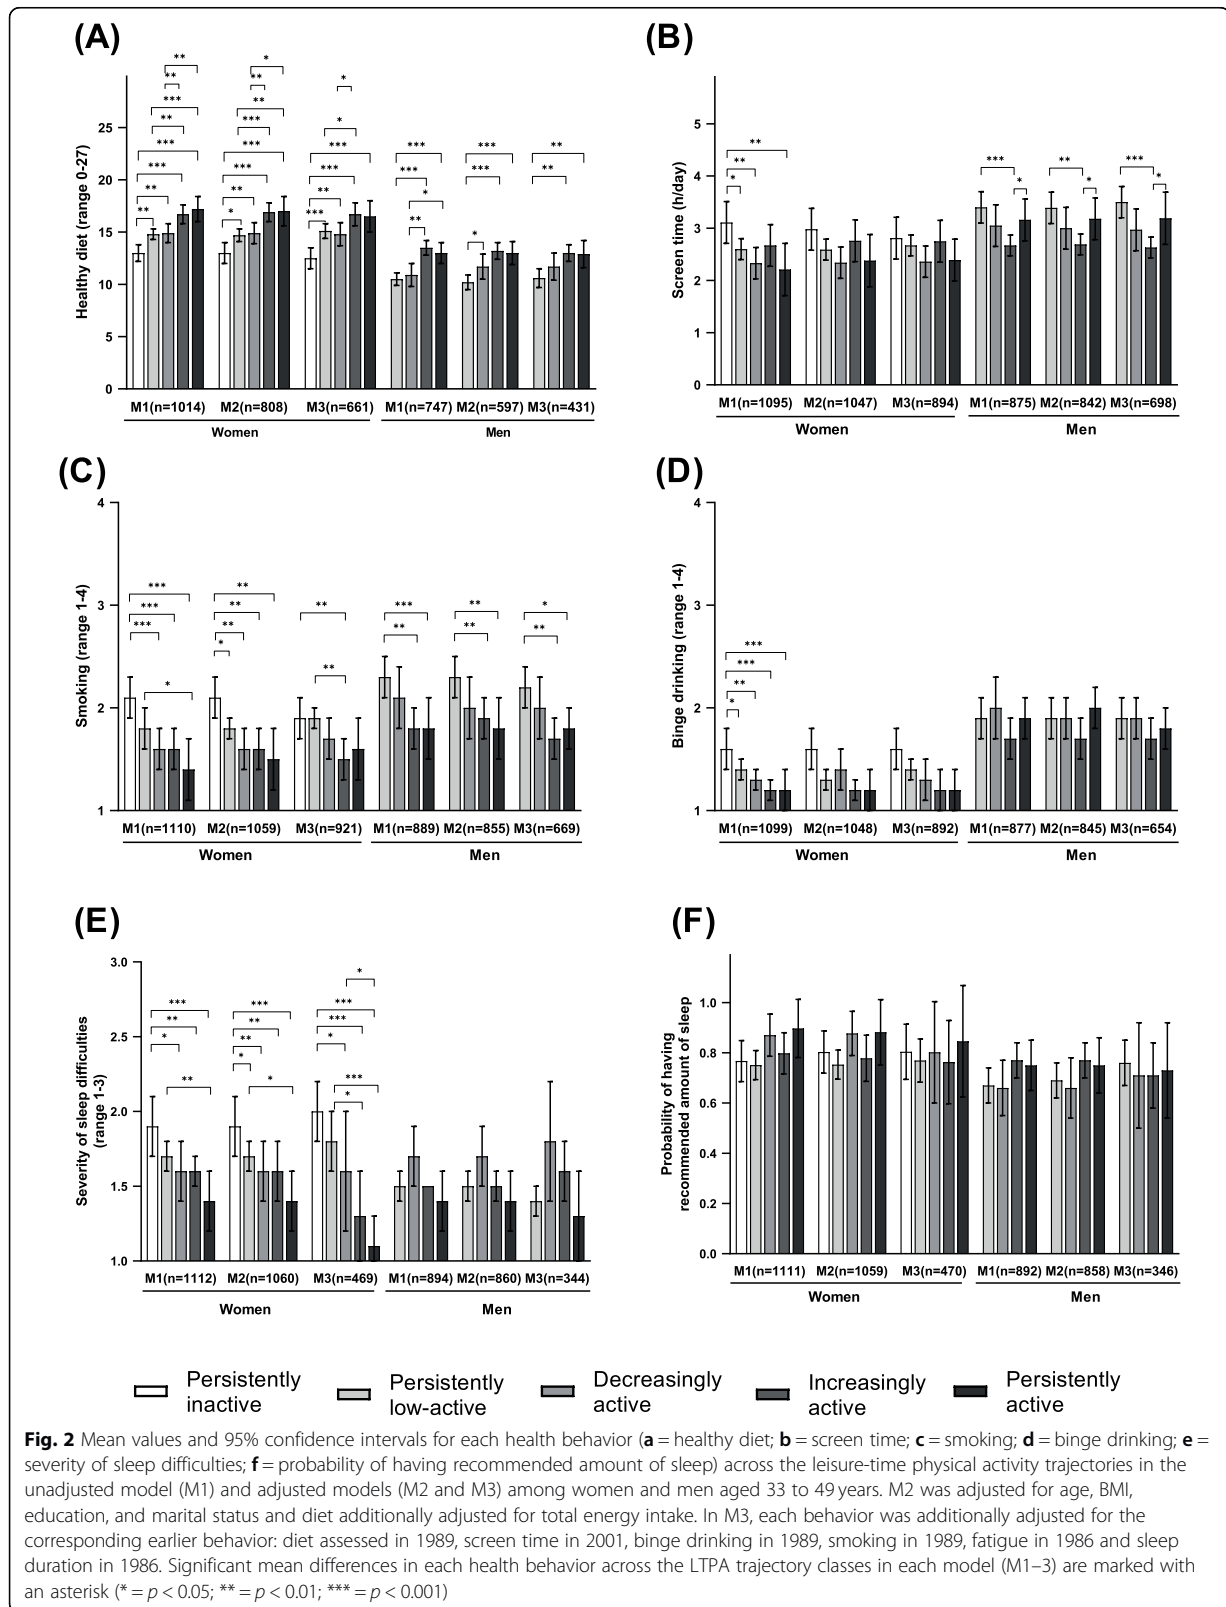 (A)
Healthy diet (range 0-27)
25
20
15
10
5
0
** ** *** ** *** *** ** **
* ** ** *** *** *** ** *
* * *** *** ** ***
*** *** * **
*** *** *
** **
M1(n=1014) M2(n=808) M3(n=661) M1(n=747) M2(n=597) M3(n=431)
Women Men
(B)
Screen time (h/day)
5
4
3
2
1
0
** ** *
*** *
** *
*** *
M1(n=1095) M2(n=1047) M3(n=894) M1(n=875) M2(n=842) M3(n=698)
Women Men
(C)
Smoking (range 1-4)
4
3
2
1
*** *** *** *
** ** ** *
** **
*** **
** **
* **
M1(n=1110) M2(n=1059) M3(n=921) M1(n=889) M2(n=855) M3(n=669)
Women Men
(D)
Binge drinking (range 1-4)
4
3
2
1
*** *** ** *
M1(n=1099) M2(n=1048) M3(n=892) M1(n=877) M2(n=845) M3(n=654)
Women Men
(E)
Severity of sleep difficulties
(range 1-3)
3.0
2.5
2.0
1.5
1.0
*** ** * **
*** ** ** * *
* *** *** * *** *
M1(n=1112) M2(n=1060) M3(n=469) M1(n=894) M2(n=860) M3(n=344)
Women Men
(F)
Probability of having
recommended amount of sleep
1.0
0.8
0.6
0.4
0.2
0.0
M1(n=1111) M2(n=1059) M3(n=470) M1(n=892) M2(n=858) M3(n=346)
Women Men
Persistently inactive
Persistently low-active
Decreasingly active
Increasingly active
Persistently active
Fig. 2 Mean values and 95% confidence intervals for each health behavior (a = healthy diet; b = screen time; c = smoking; d = binge drinking; e =
severity of sleep difficulties; f = probability of having recommended amount of sleep) across the leisure-time physical activity trajectories in the
unadjusted model (M1) and adjusted models (M2 and M3) among women and men aged 33 to 49 years. M2 was adjusted for age, BMI,
education, and marital status and diet additionally adjusted for total energy intake. In M3, each behavior was additionally adjusted for the
corresponding earlier behavior: diet assessed in 1989, screen time in 2001, binge drinking in 1989, smoking in 1989, fatigue in 1986 and sleep
duration in 1986. Significant mean differences in each health behavior across the LTPA trajectory classes in each model (M1–3) are marked with
an asterisk (* = p < 0.05; ** = p < 0.01; *** = p < 0.001)